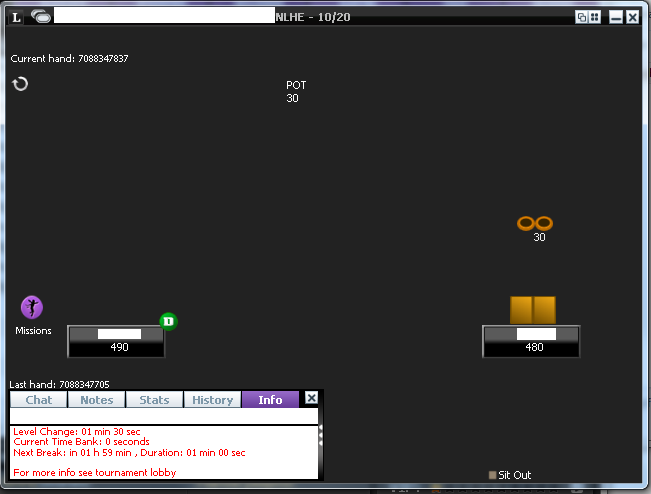 L
NLHE - 10/20
Current hand: 7088347837
POT
30
30
Missions
D
490
480
Last hand: 7088347705
Chat Notes Stats History Info
Level Change: 01 min 30 sec
Current Time Bank: 0 seconds
Next Break: in 01 h 59 min , Duration: 01 min 00 sec
For more info see tournament lobby
Sit Out